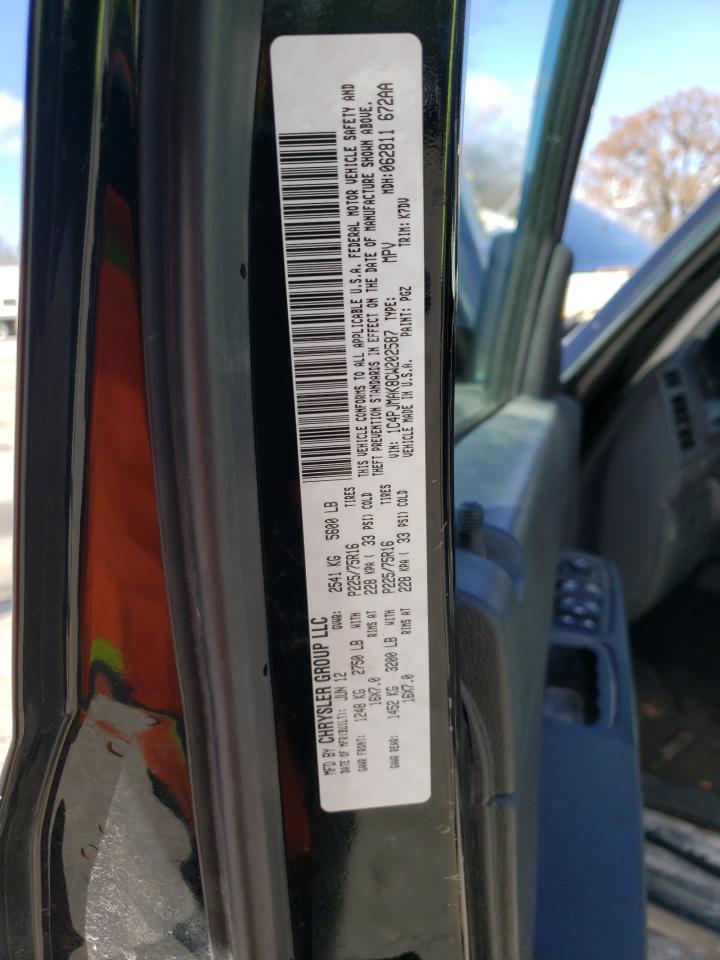 MFD BY CHRYSLER GROUP LLC
DATE OF MFR(BUILT): JUN 12 GVWR: 2541 KG 5600 LB
GAWR FRONT: 1248 KG 2750 LB WITH P225/75R16 TIRES
16X7.0 RIMS AT 228 KPA ( 33 PSI) COLD
GAWR REAR: 1452 KG 3200 LB WITH P225/75R16 TIRES
16X7.0 RIMS AT 228 KPA ( 33 PSI) COLD
THIS VEHICLE CONFORMS TO ALL APPLICABLE U.S.A. FEDERAL MOTOR VEHICLE SAFETY AND
THEFT PREVENTION STANDARDS IN EFFECT ON THE DATE OF MANUFACTURE SHOWN ABOVE.
VIN: 1C4PJMAK8CW202587 TYPE: MPV MDH:062811 672AA
VEHICLE MADE IN U.S.A. PAINT: PGZ TRIM: K7DV